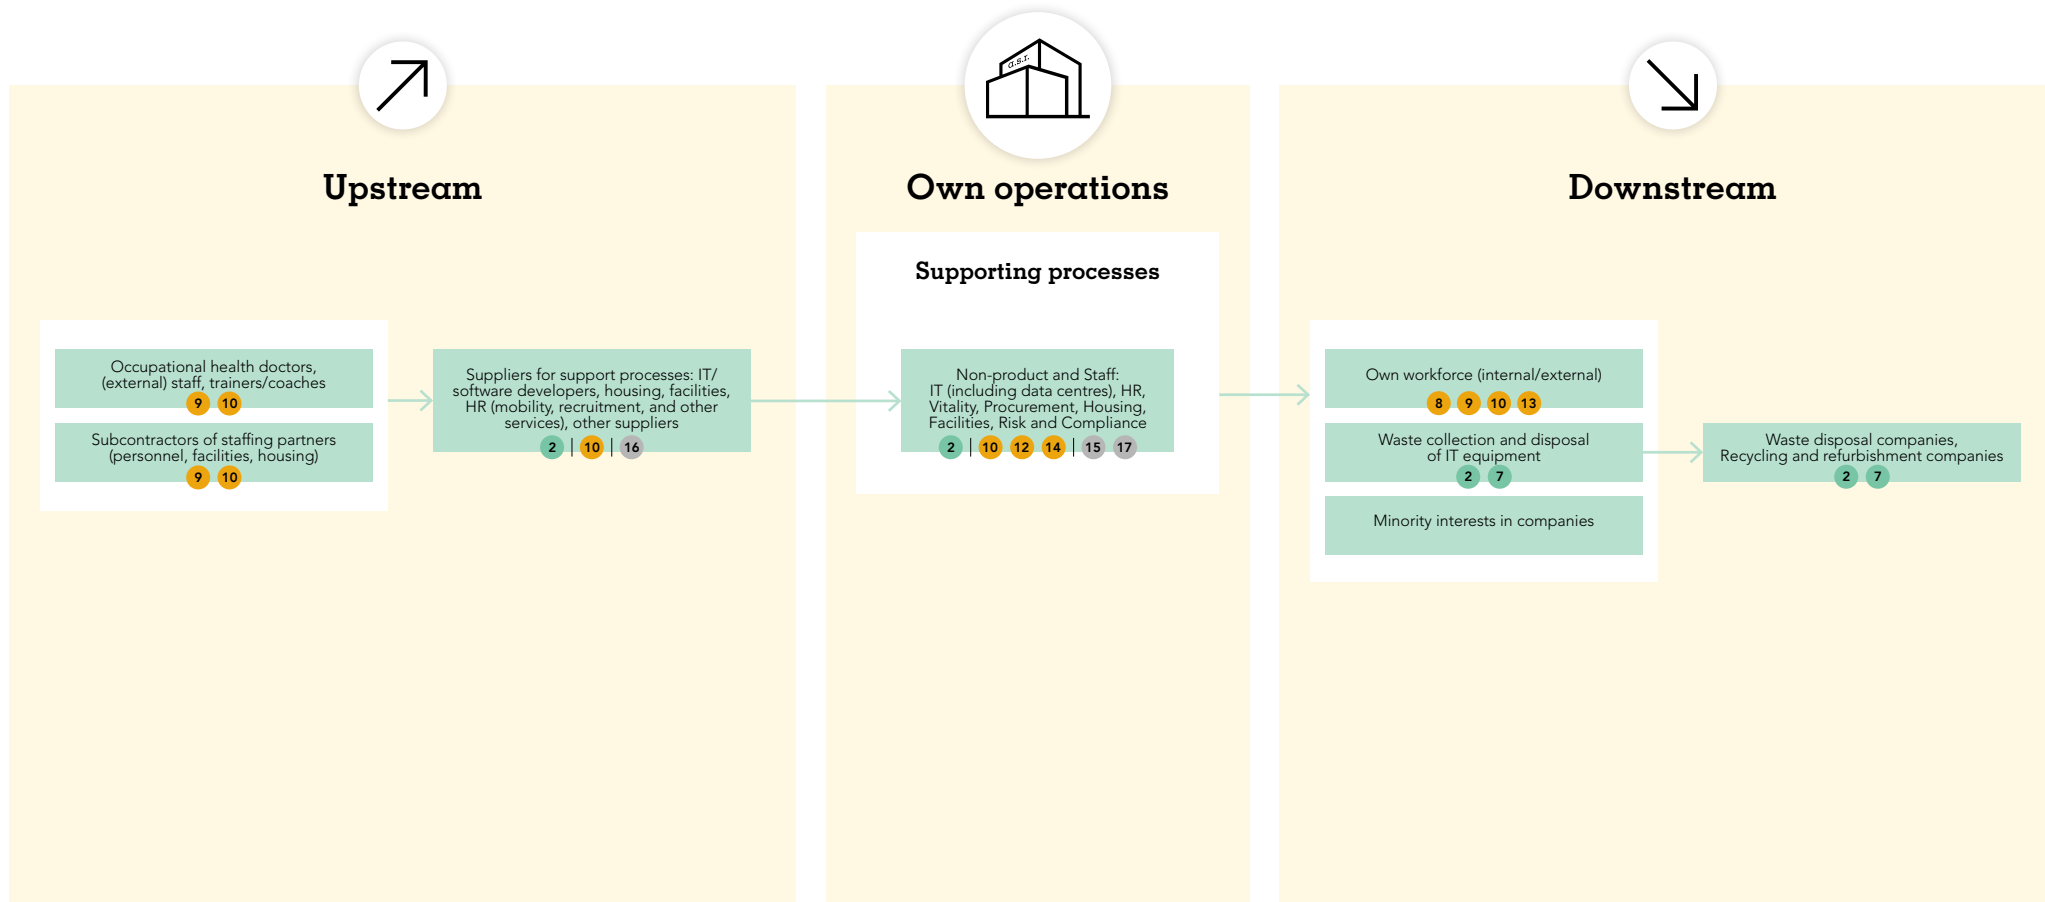 a.s.r.
Upstream
Own operations
Downstream
Supporting processes
Occupational health doctors,
(external) staff, trainers/coaches
9 10
Subcontractors of staffing partners
(personnel, facilities, housing)
9 10
Suppliers for support processes: IT/
software developers, housing, facilities,
HR (mobility, recruitment, and other
services), other suppliers
2 | 10 | 16
Non-product and Staff:
IT (including data centres), HR,
Vitality, Procurement, Housing,
Facilities, Risk and Compliance
2 | 10 12 14 | 15 17
Own workforce (internal/external)
8 9 10 13
Waste collection and disposal
of IT equipment
2 7
Minority interests in companies
Waste disposal companies,
Recycling and refurbishment companies
2 7